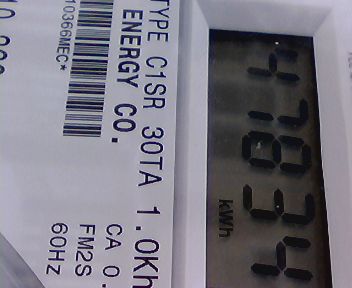 47834
kWh
TYPE C1SR 30TA 1.0Kh
ENERGY CO. CA 0.
FM2S
10366MEC* 60HZ